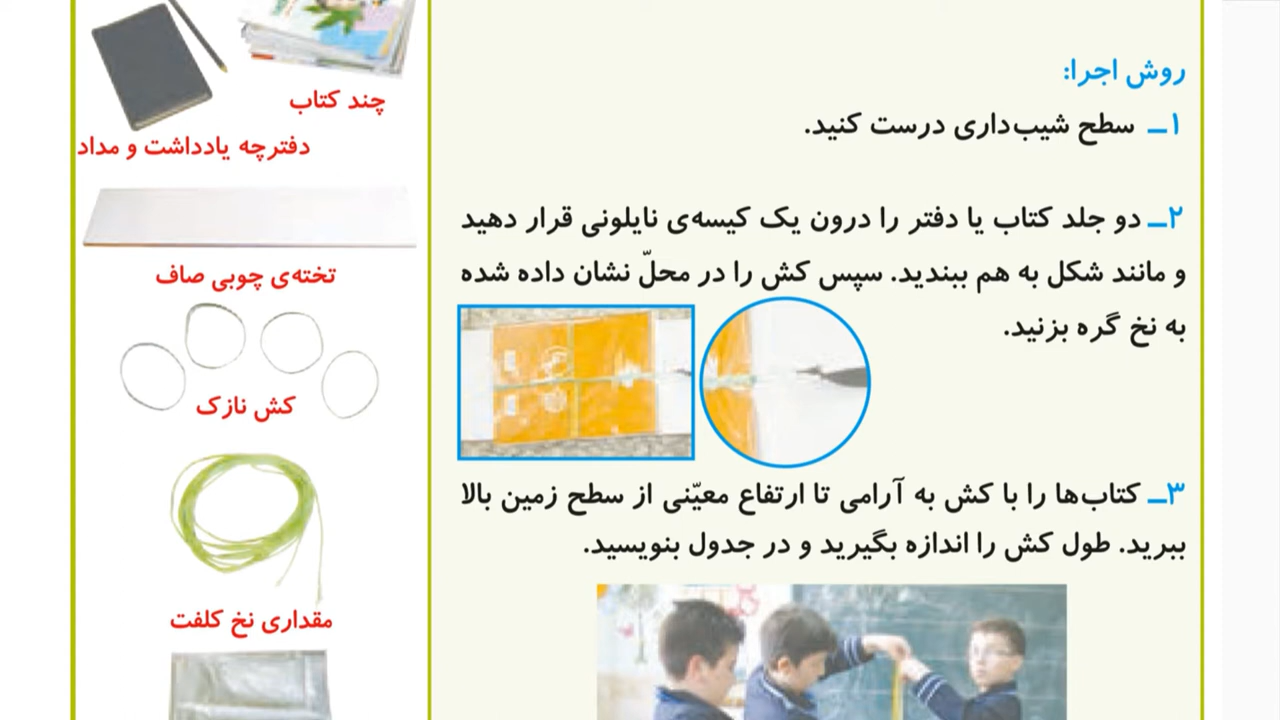 روش اجرا:
۱ــ سطح شیب‌داری درست کنید.
۲ــ دو جلد کتاب یا دفتر را درون یک کیسه‌ی نایلونی قرار دهید
و مانند شکل به هم ببندید. سپس کش را در محلّ نشان داده شده
به نخ گره بزنید.
۳ــ کتاب‌ها را با کش به آرامی تا ارتفاع معیّنی از سطح زمین بالا
ببرید. طول کش را اندازه بگیرید و در جدول بنویسید.
چند کتاب
دفترچه یادداشت و مداد
تخته‌ی چوبی صاف
کش نازک
مقداری نخ کلفت